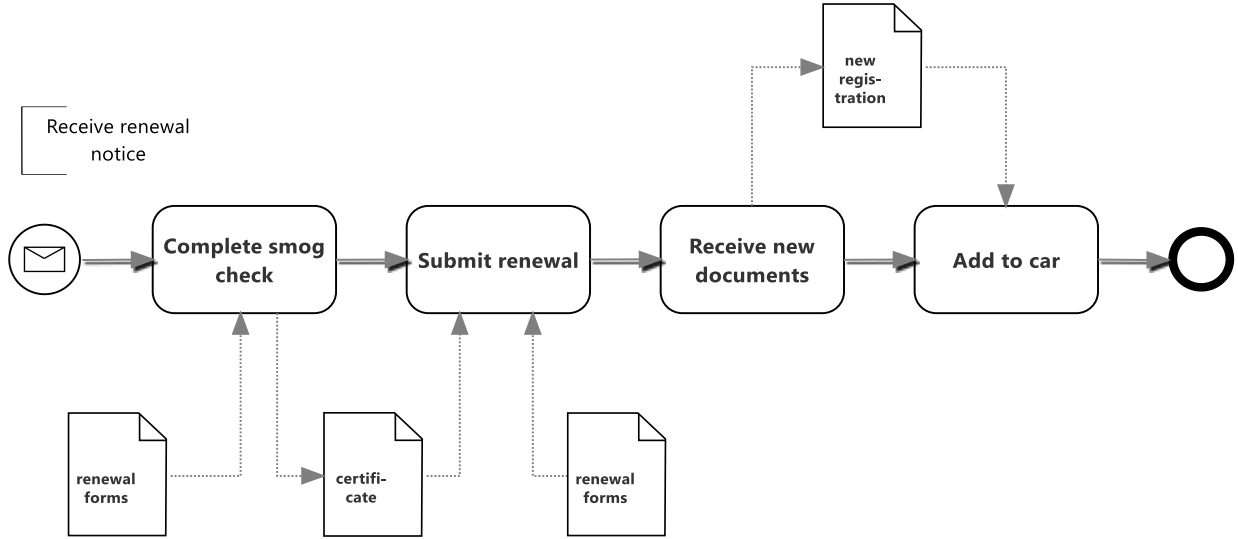 new
regis-
tration
Receive renewal
notice
Complete smog
check
Submit renewal
Receive new
documents
Add to car
renewal
forms
certifi-
cate
renewal
forms